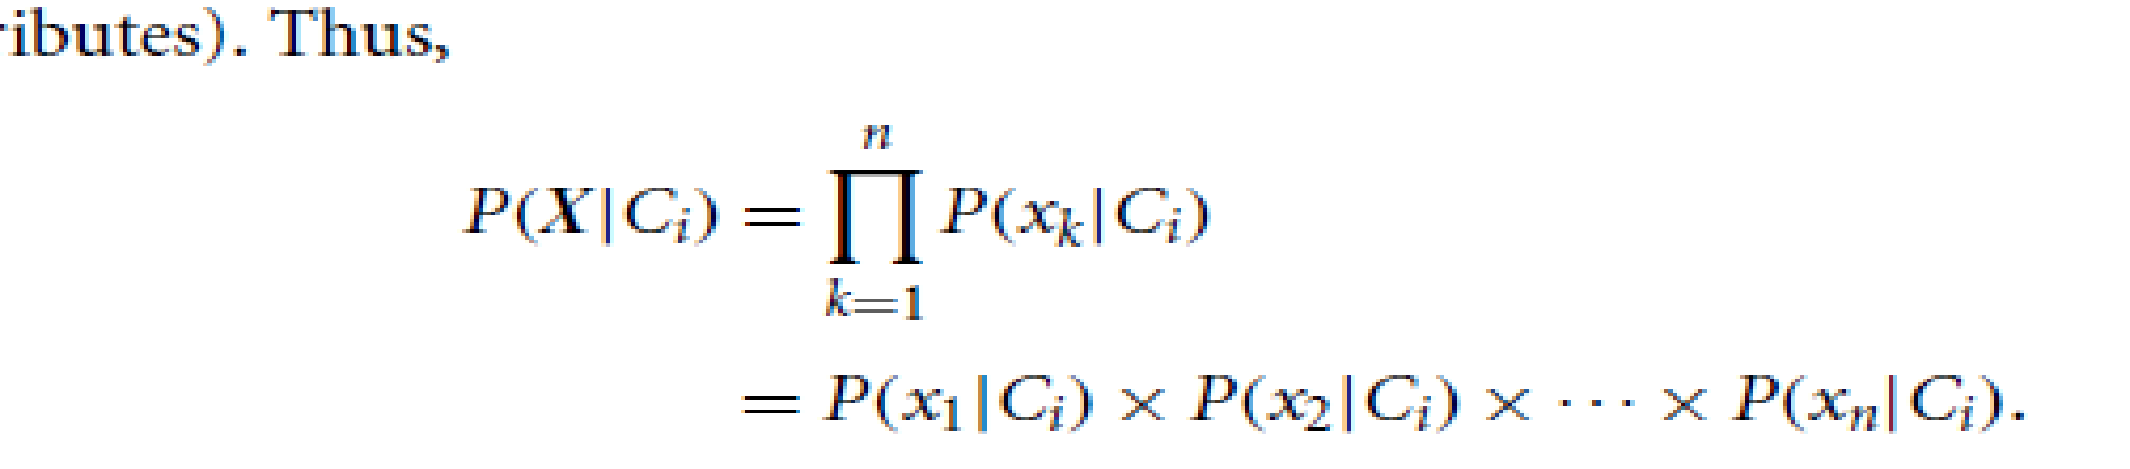 ributes). Thus,
P(X|C_i) = ∏_{k=1}^{n} P(x_k|C_i)
= P(x_1|C_i) × P(x_2|C_i) × ··· × P(x_n|C_i).